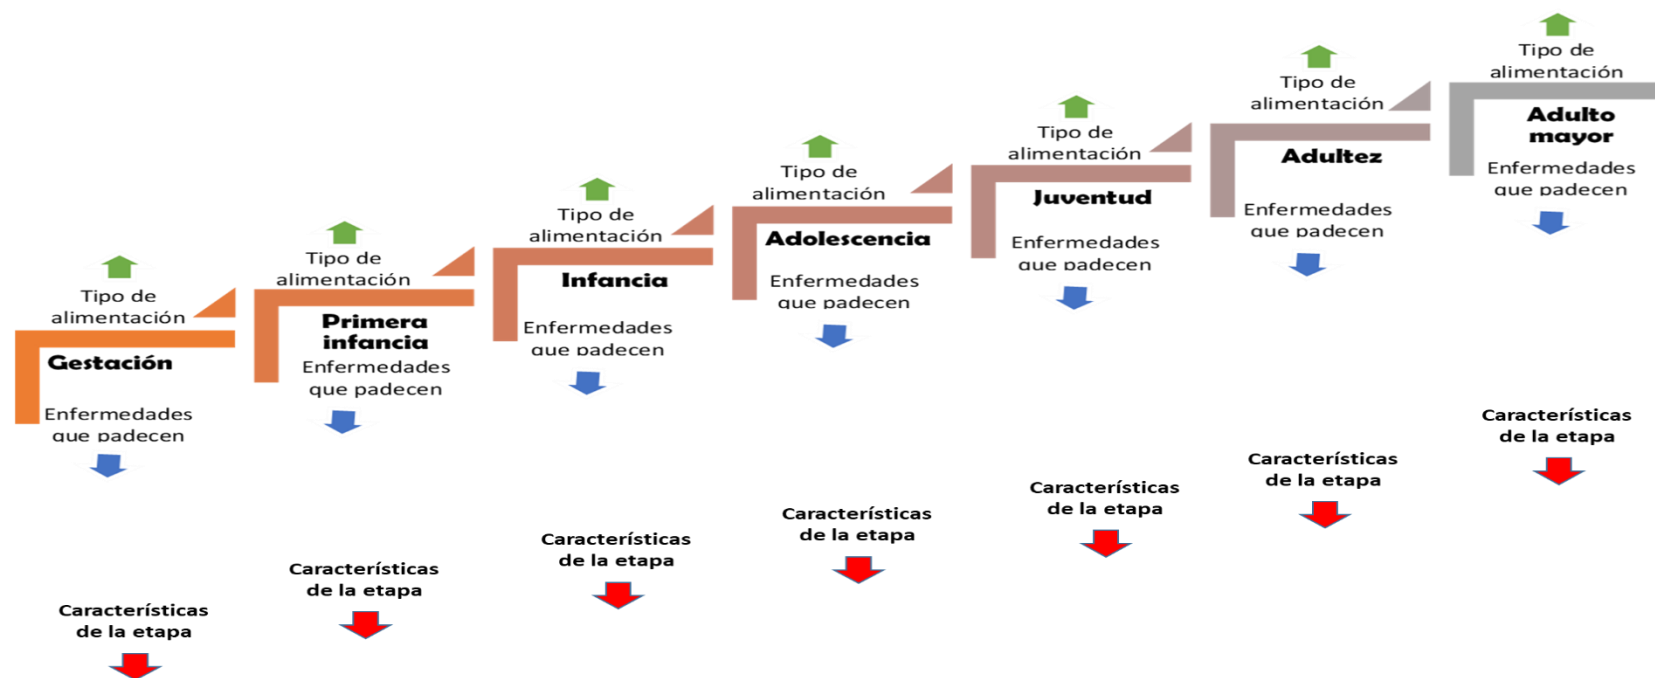 Tipo de
alimentación
Gestación
Enfermedades
que padecen
Características
de la etapa
Tipo de
alimentación
Primera
infancia
Enfermedades
que padecen
Características
de la etapa
Tipo de
alimentación
Infancia
Enfermedades
que padecen
Características
de la etapa
Tipo de
alimentación
Adolescencia
Enfermedades
que padecen
Características
de la etapa
Tipo de
alimentación
Juventud
Enfermedades
que padecen
Características
de la etapa
Tipo de
alimentación
Adultez
Enfermedades
que padecen
Características
de la etapa
Tipo de
alimentación
Adulto
mayor
Enfermedades
que padecen
Características
de la etapa